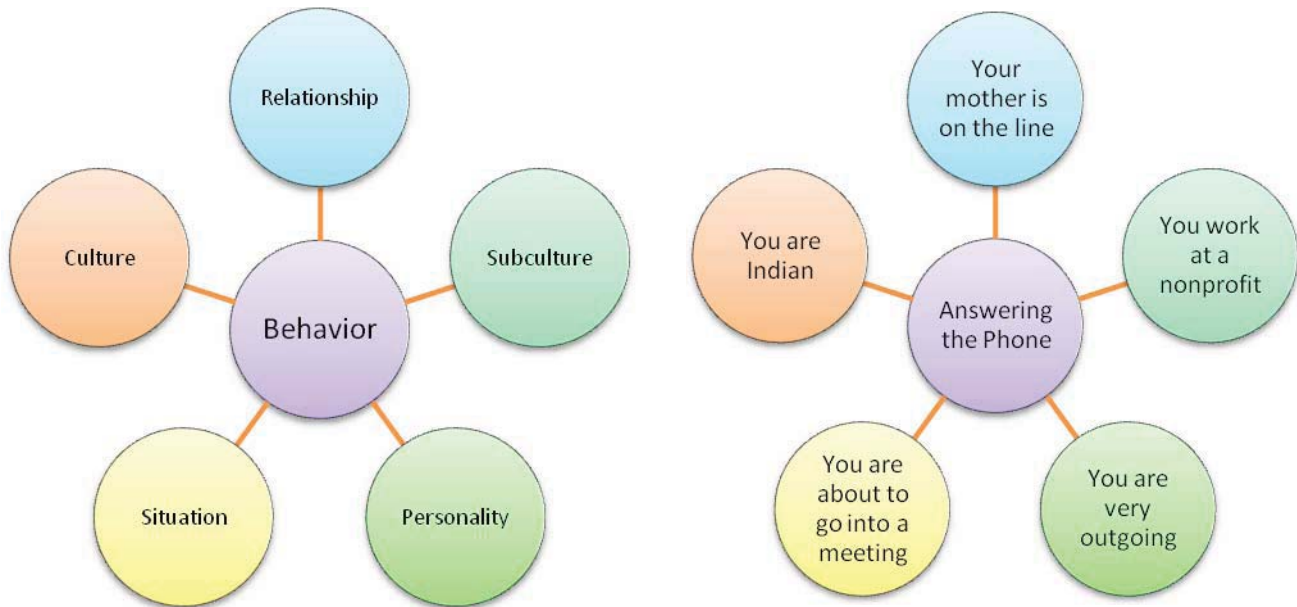 Relationship
Culture
Subculture
Behavior
Situation
Personality
Your
mother is
on the line
You are
Indian
You work
at a
nonprofit
Answering
the Phone
You are
about to
go into a
meeting
You are
very
outgoing